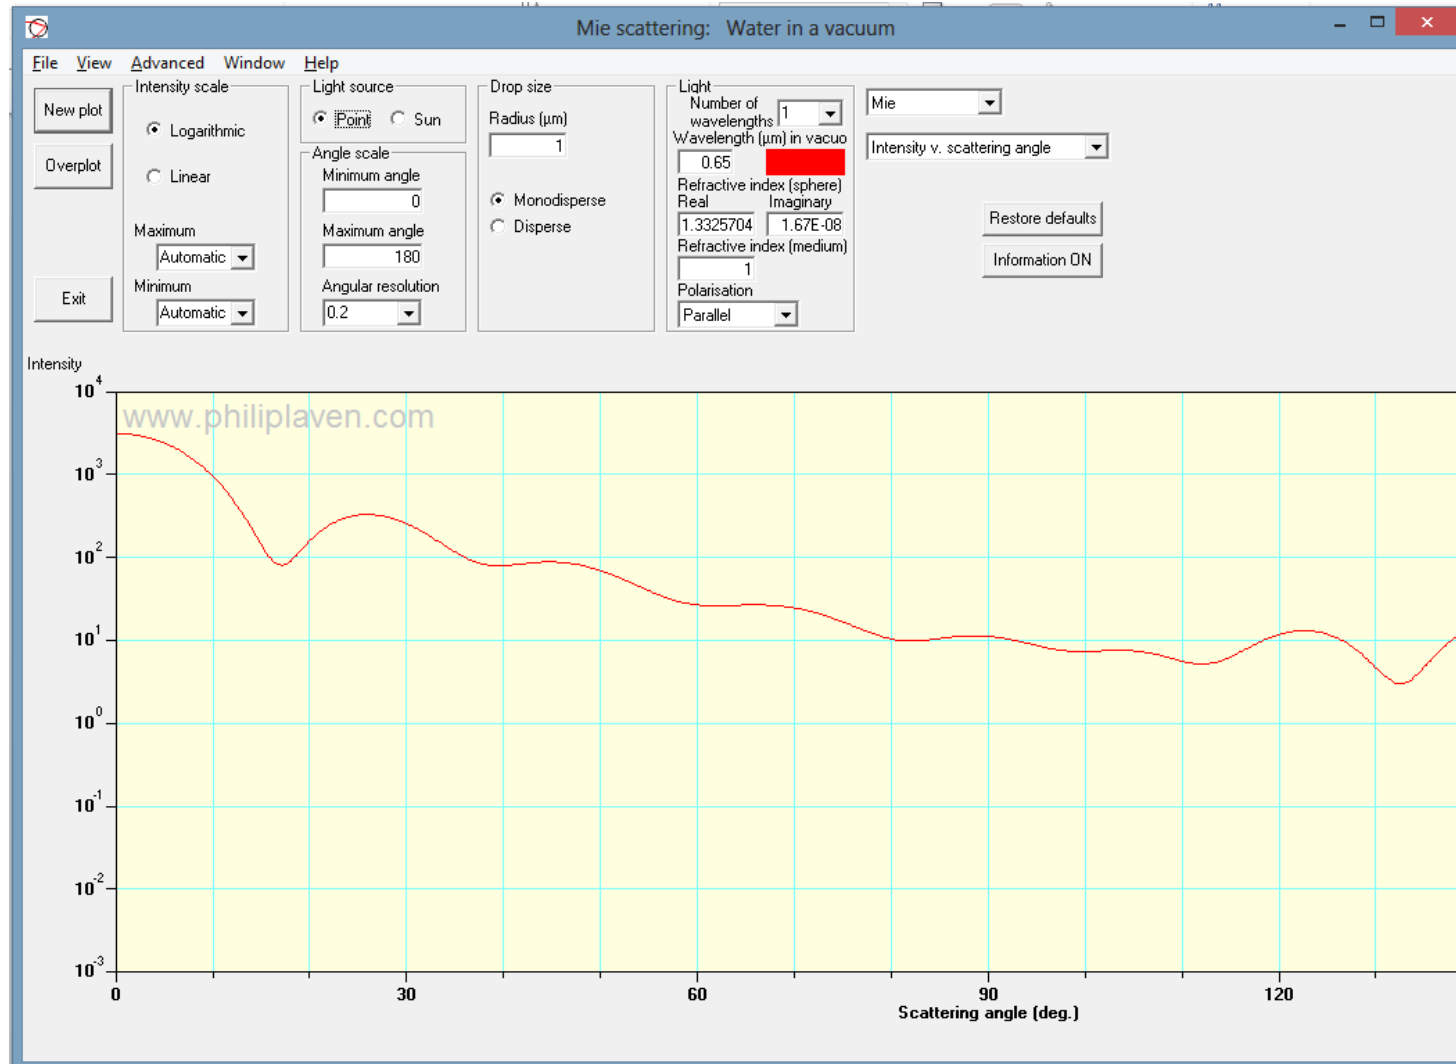 Mie scattering: Water in a vacuum
File View Advanced Window Help
New plot
Overplot
Exit
Intensity scale
Logarithmic
Linear
Maximum
Automatic
Minimum
Automatic
Light source
Point Sun
Angle scale
Minimum angle
0
Maximum angle
180
Angular resolution
0.2
Drop size
Radius (µm)
1
Monodisperse
Disperse
Light
Number of
wavelengths 1
Wavelength (µm) in vacuo
0.65
Refractive index (sphere)
Real Imaginary
1.3325704 1.67E-08
Refractive index (medium)
1
Polarisation
Parallel
Mie
Intensity v. scattering angle
Restore defaults
Information ON
Intensity
www.philiplaven.com
10^4
10^3
10^2
10^1
10^0
10^-1
10^-2
10^-3
0 30 60 90 120
Scattering angle (deg.)